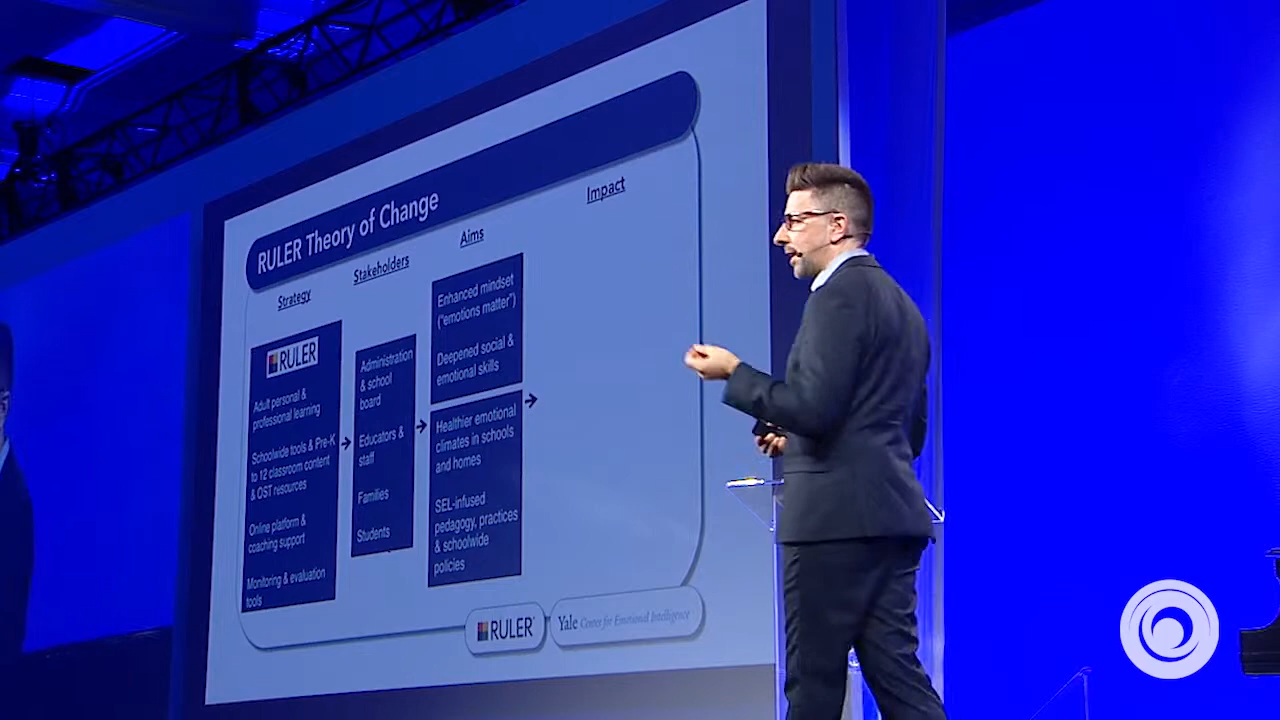 RULER Theory of Change
Strategy
Stakeholders
Aims
Impact
RULER
Adult personal &
professional learning
Schoolwide tools & Pre-K
to 12 classroom content
& OST resources
Online platform &
coaching support
Monitoring & evaluation
tools
Administration
& school
board
Educators &
staff
Families
Students
Enhanced mindset
("emotions matter")
Deepened social &
emotional skills
Healthier emotional
climates in schools
and homes
SEL-infused
pedagogy, practices
& schoolwide
policies
RULER
Yale Center for Emotional Intelligence